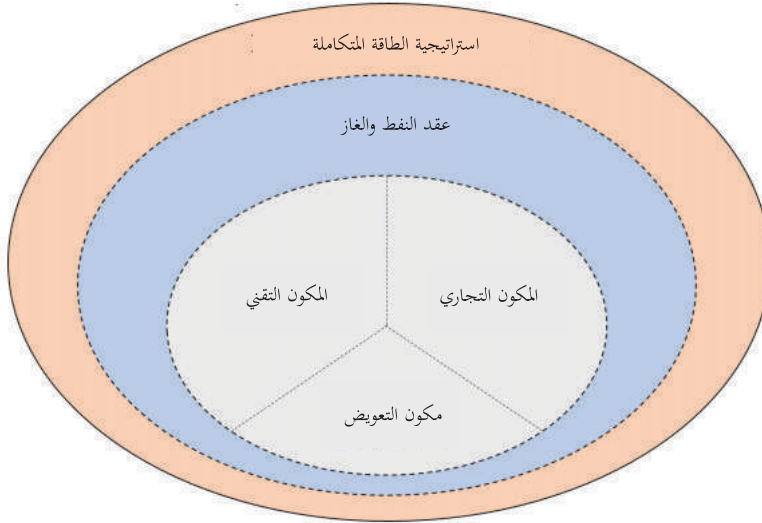 استراتيجية الطاقة المتكاملة
عقد النفط والغاز
المكون التجاري
المكون التقني
مكون التعويض